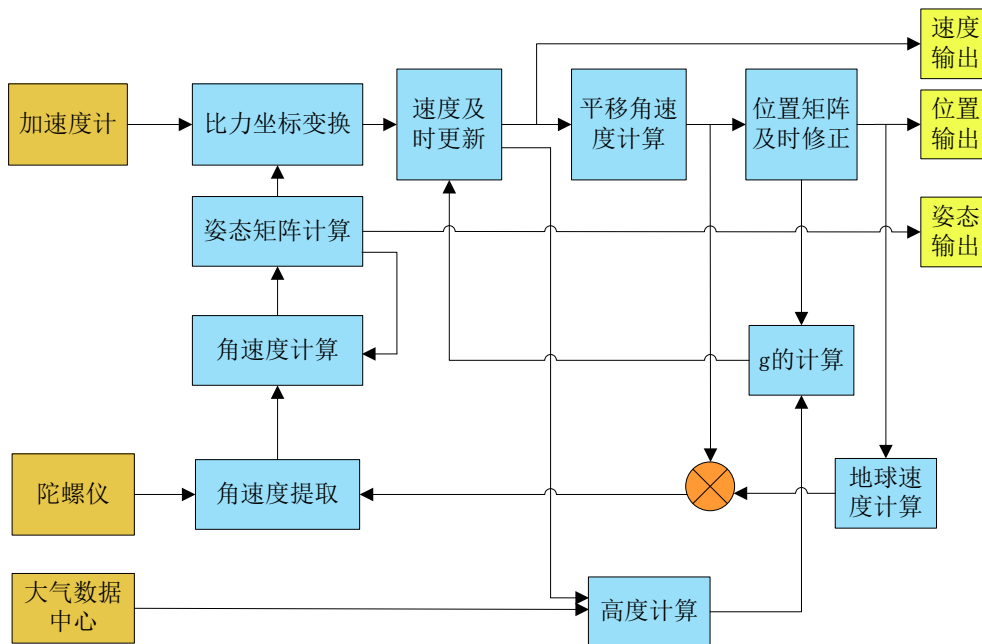 速度
输出
加速度计
比力坐标变换
速度及
时更新
平移角速
度计算
位置矩阵
及时修正
位置
输出
姿态矩阵计算
姿态
输出
角速度计算
g的计算
陀螺仪
角速度提取
地球速
度计算
大气数据
中心
高度计算